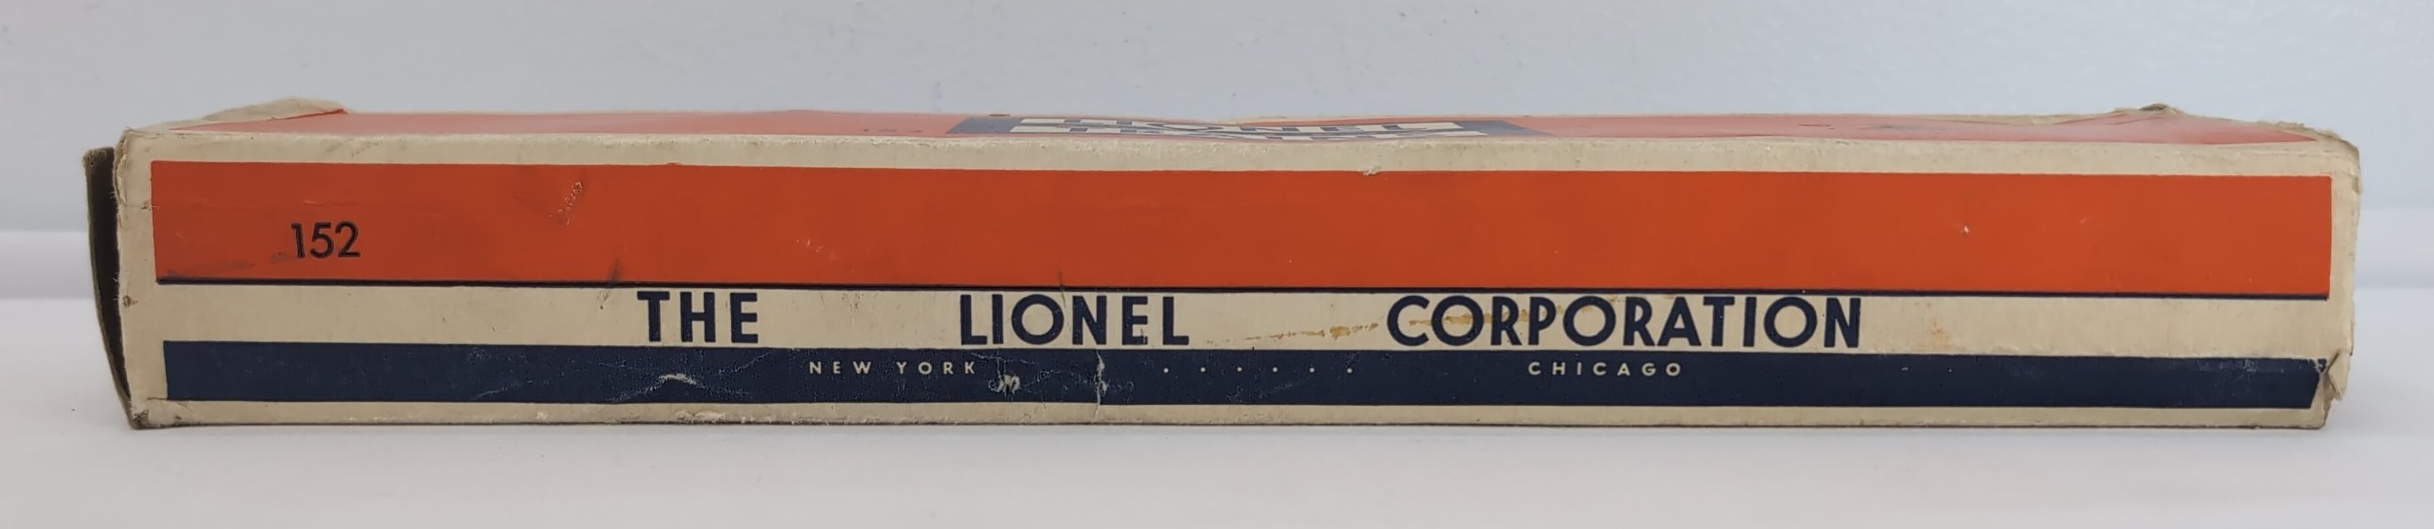 152
THE LIONEL CORPORATION
NEW YORK ...... CHICAGO